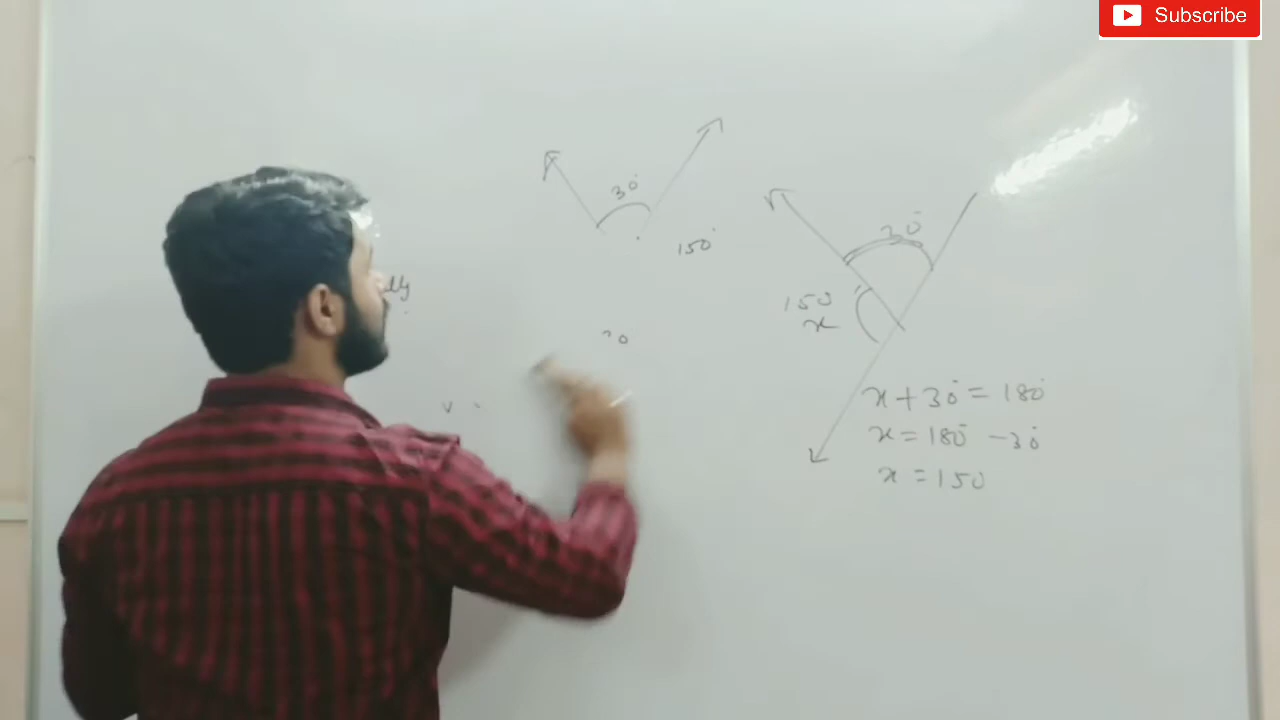 Subscribe
30°
150°
30°
150°
x
x + 30° = 180°
x = 180° - 30°
x = 150